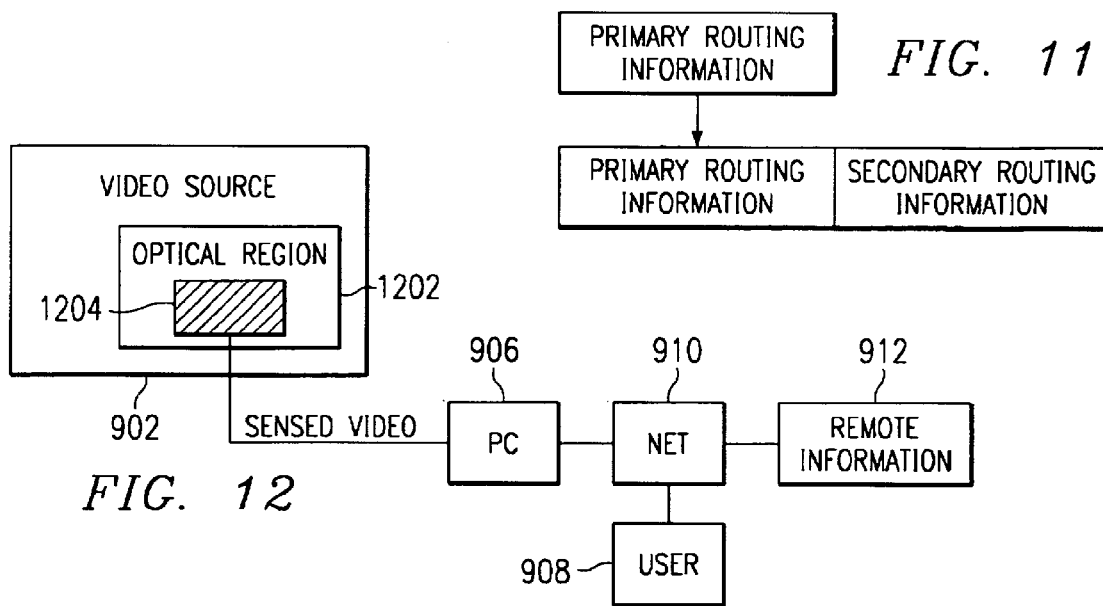 PRIMARY ROUTING
INFORMATION
FIG. 11
PRIMARY ROUTING
INFORMATION
SECONDARY ROUTING
INFORMATION
VIDEO SOURCE
OPTICAL REGION
1204
1202
902
SENSED VIDEO
906
PC
910
NET
912
REMOTE
INFORMATION
908
USER
FIG. 12